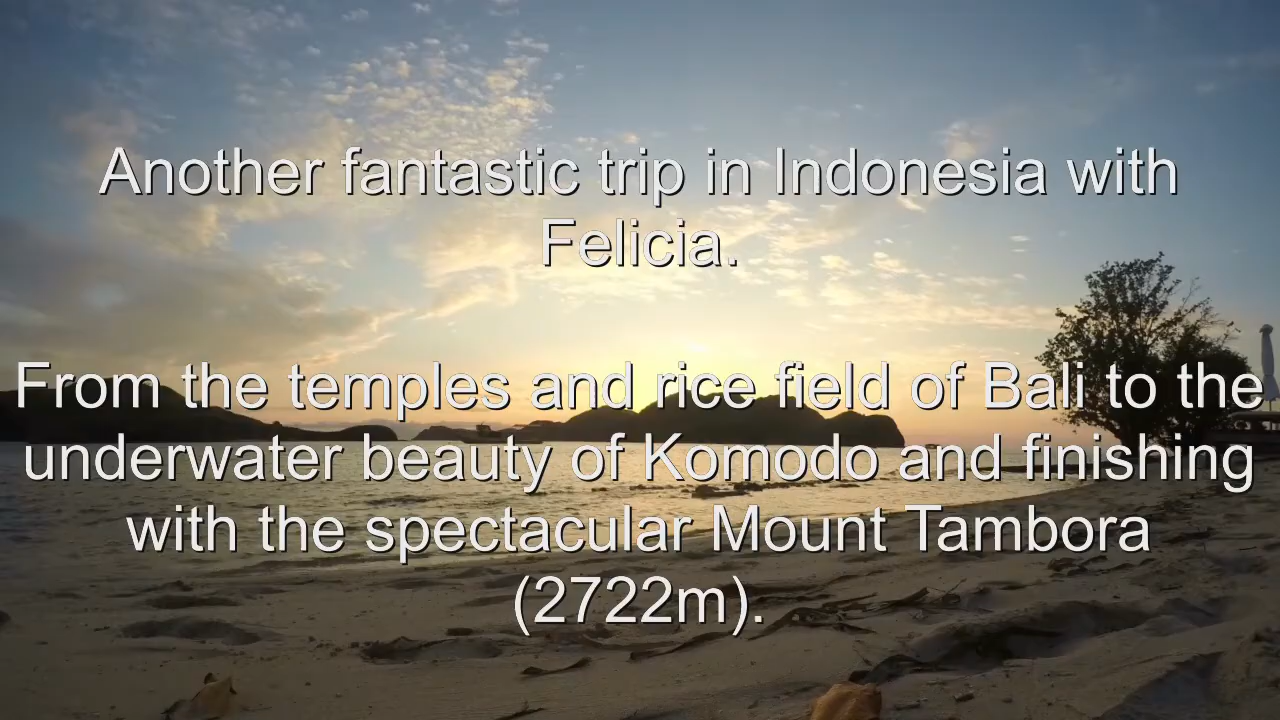 Another fantastic trip in Indonesia with
Felicia.
From the temples and rice field of Bali to the
underwater beauty of Komodo and finishing
with the spectacular Mount Tambora
(2722m).